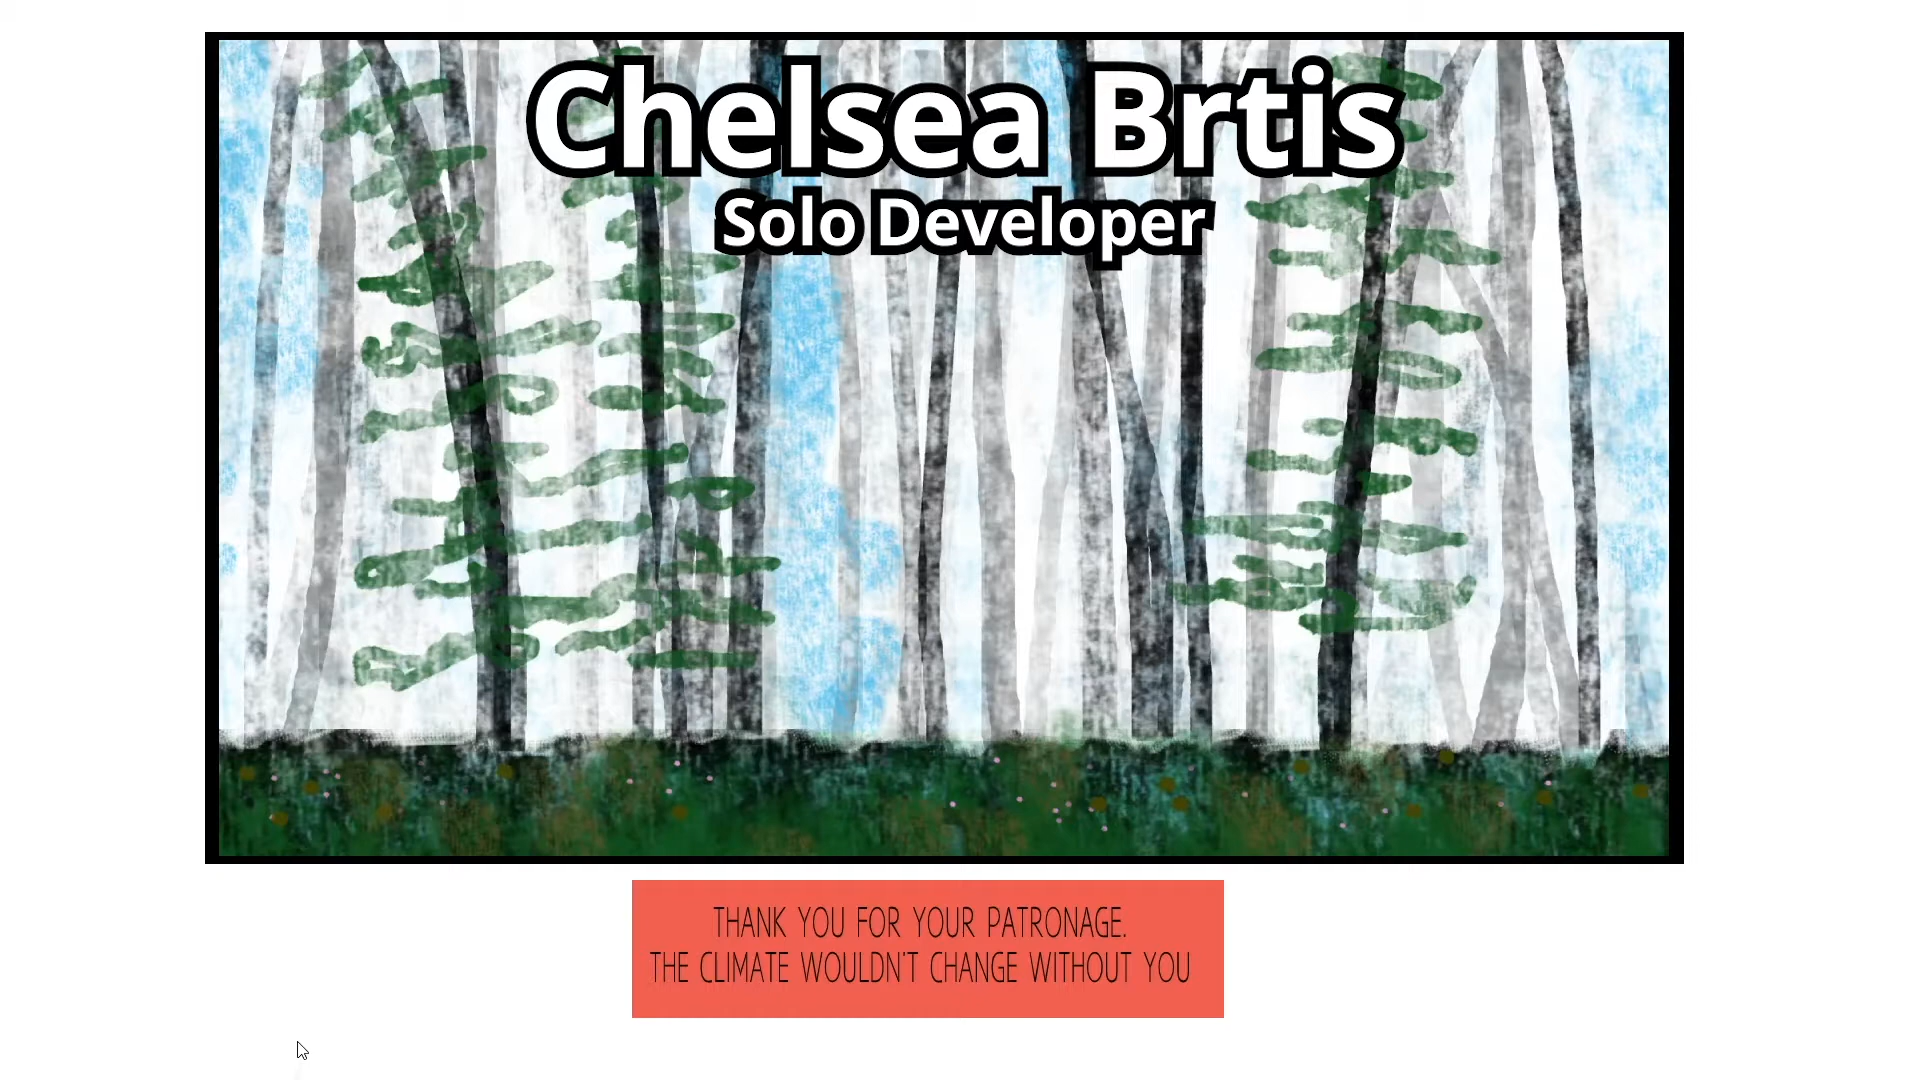 Chelsea Brtis
Solo Developer
THANK YOU FOR YOUR PATRONAGE.
THE CLIMATE WOULDN'T CHANGE WITHOUT YOU